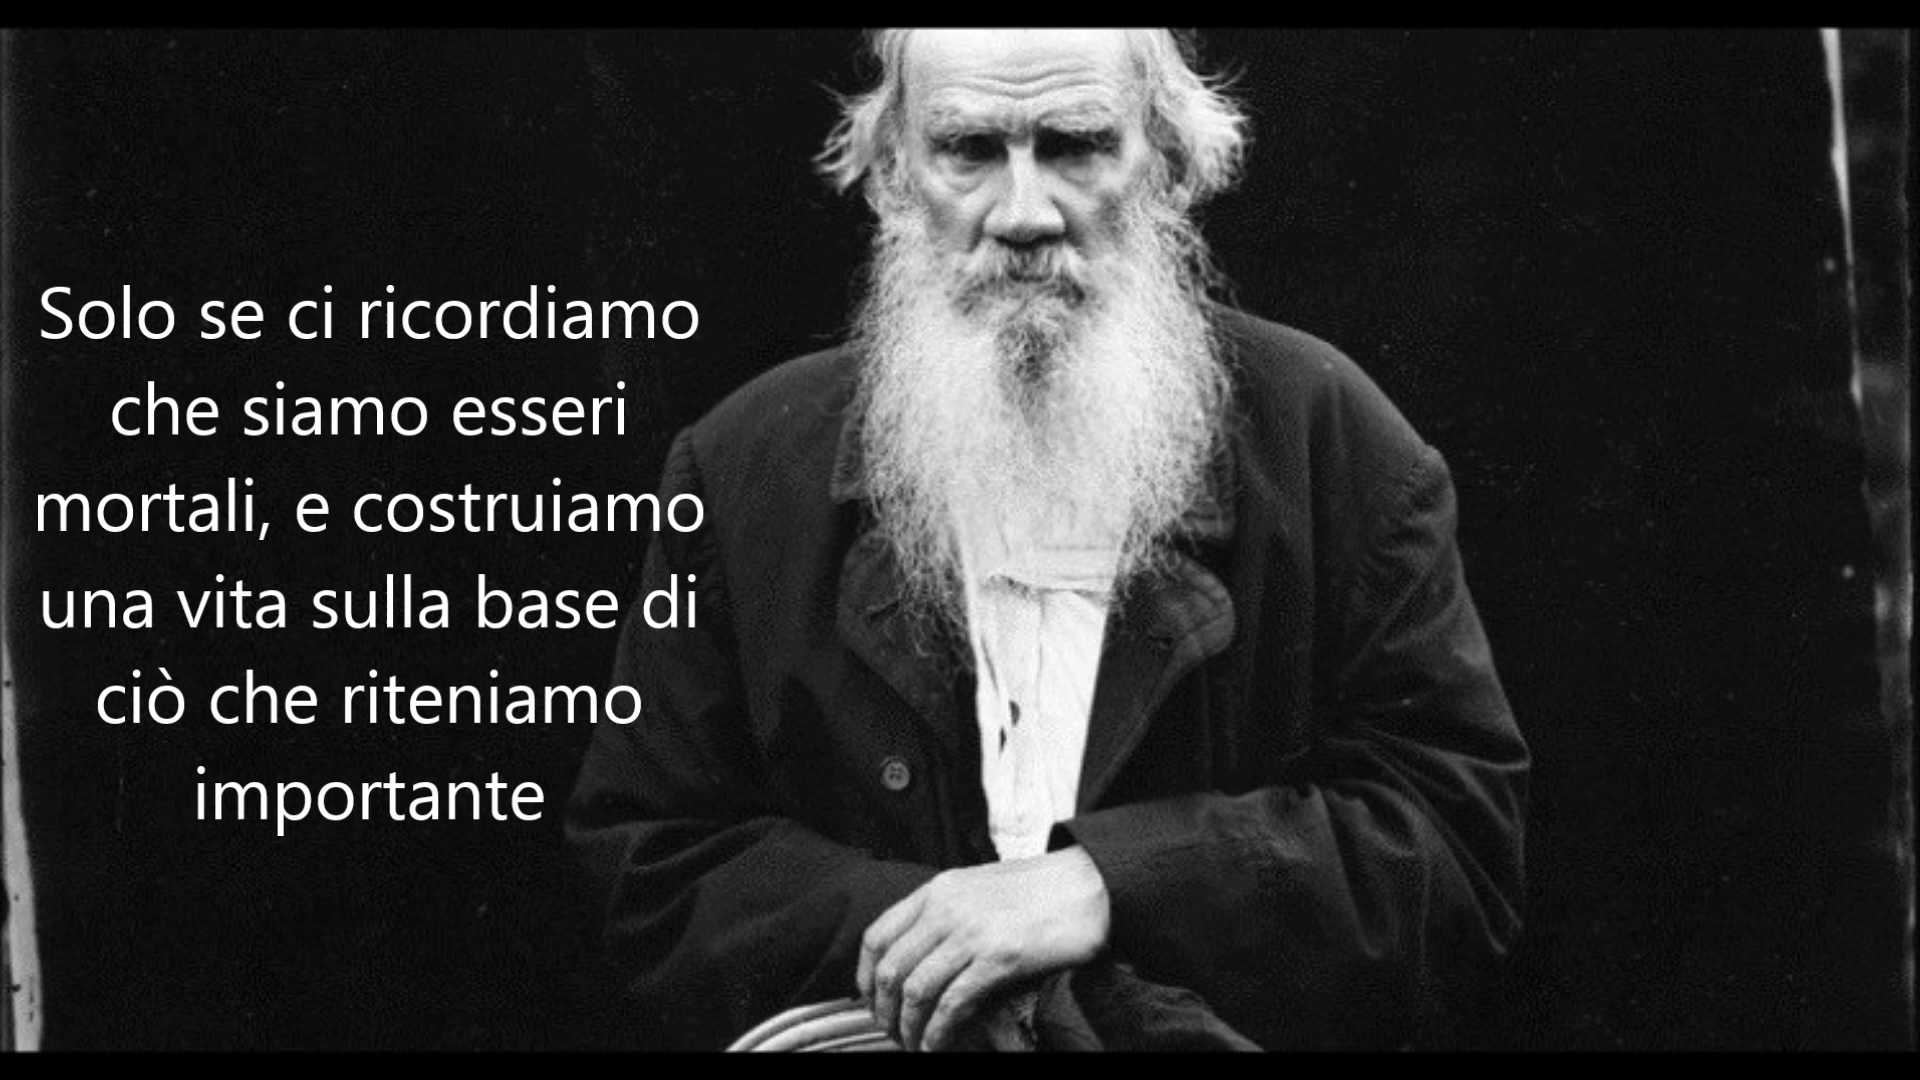 Solo se ci ricordiamo
che siamo esseri
mortali, e costruiamo
una vita sulla base di
ciò che riteniamo
importante